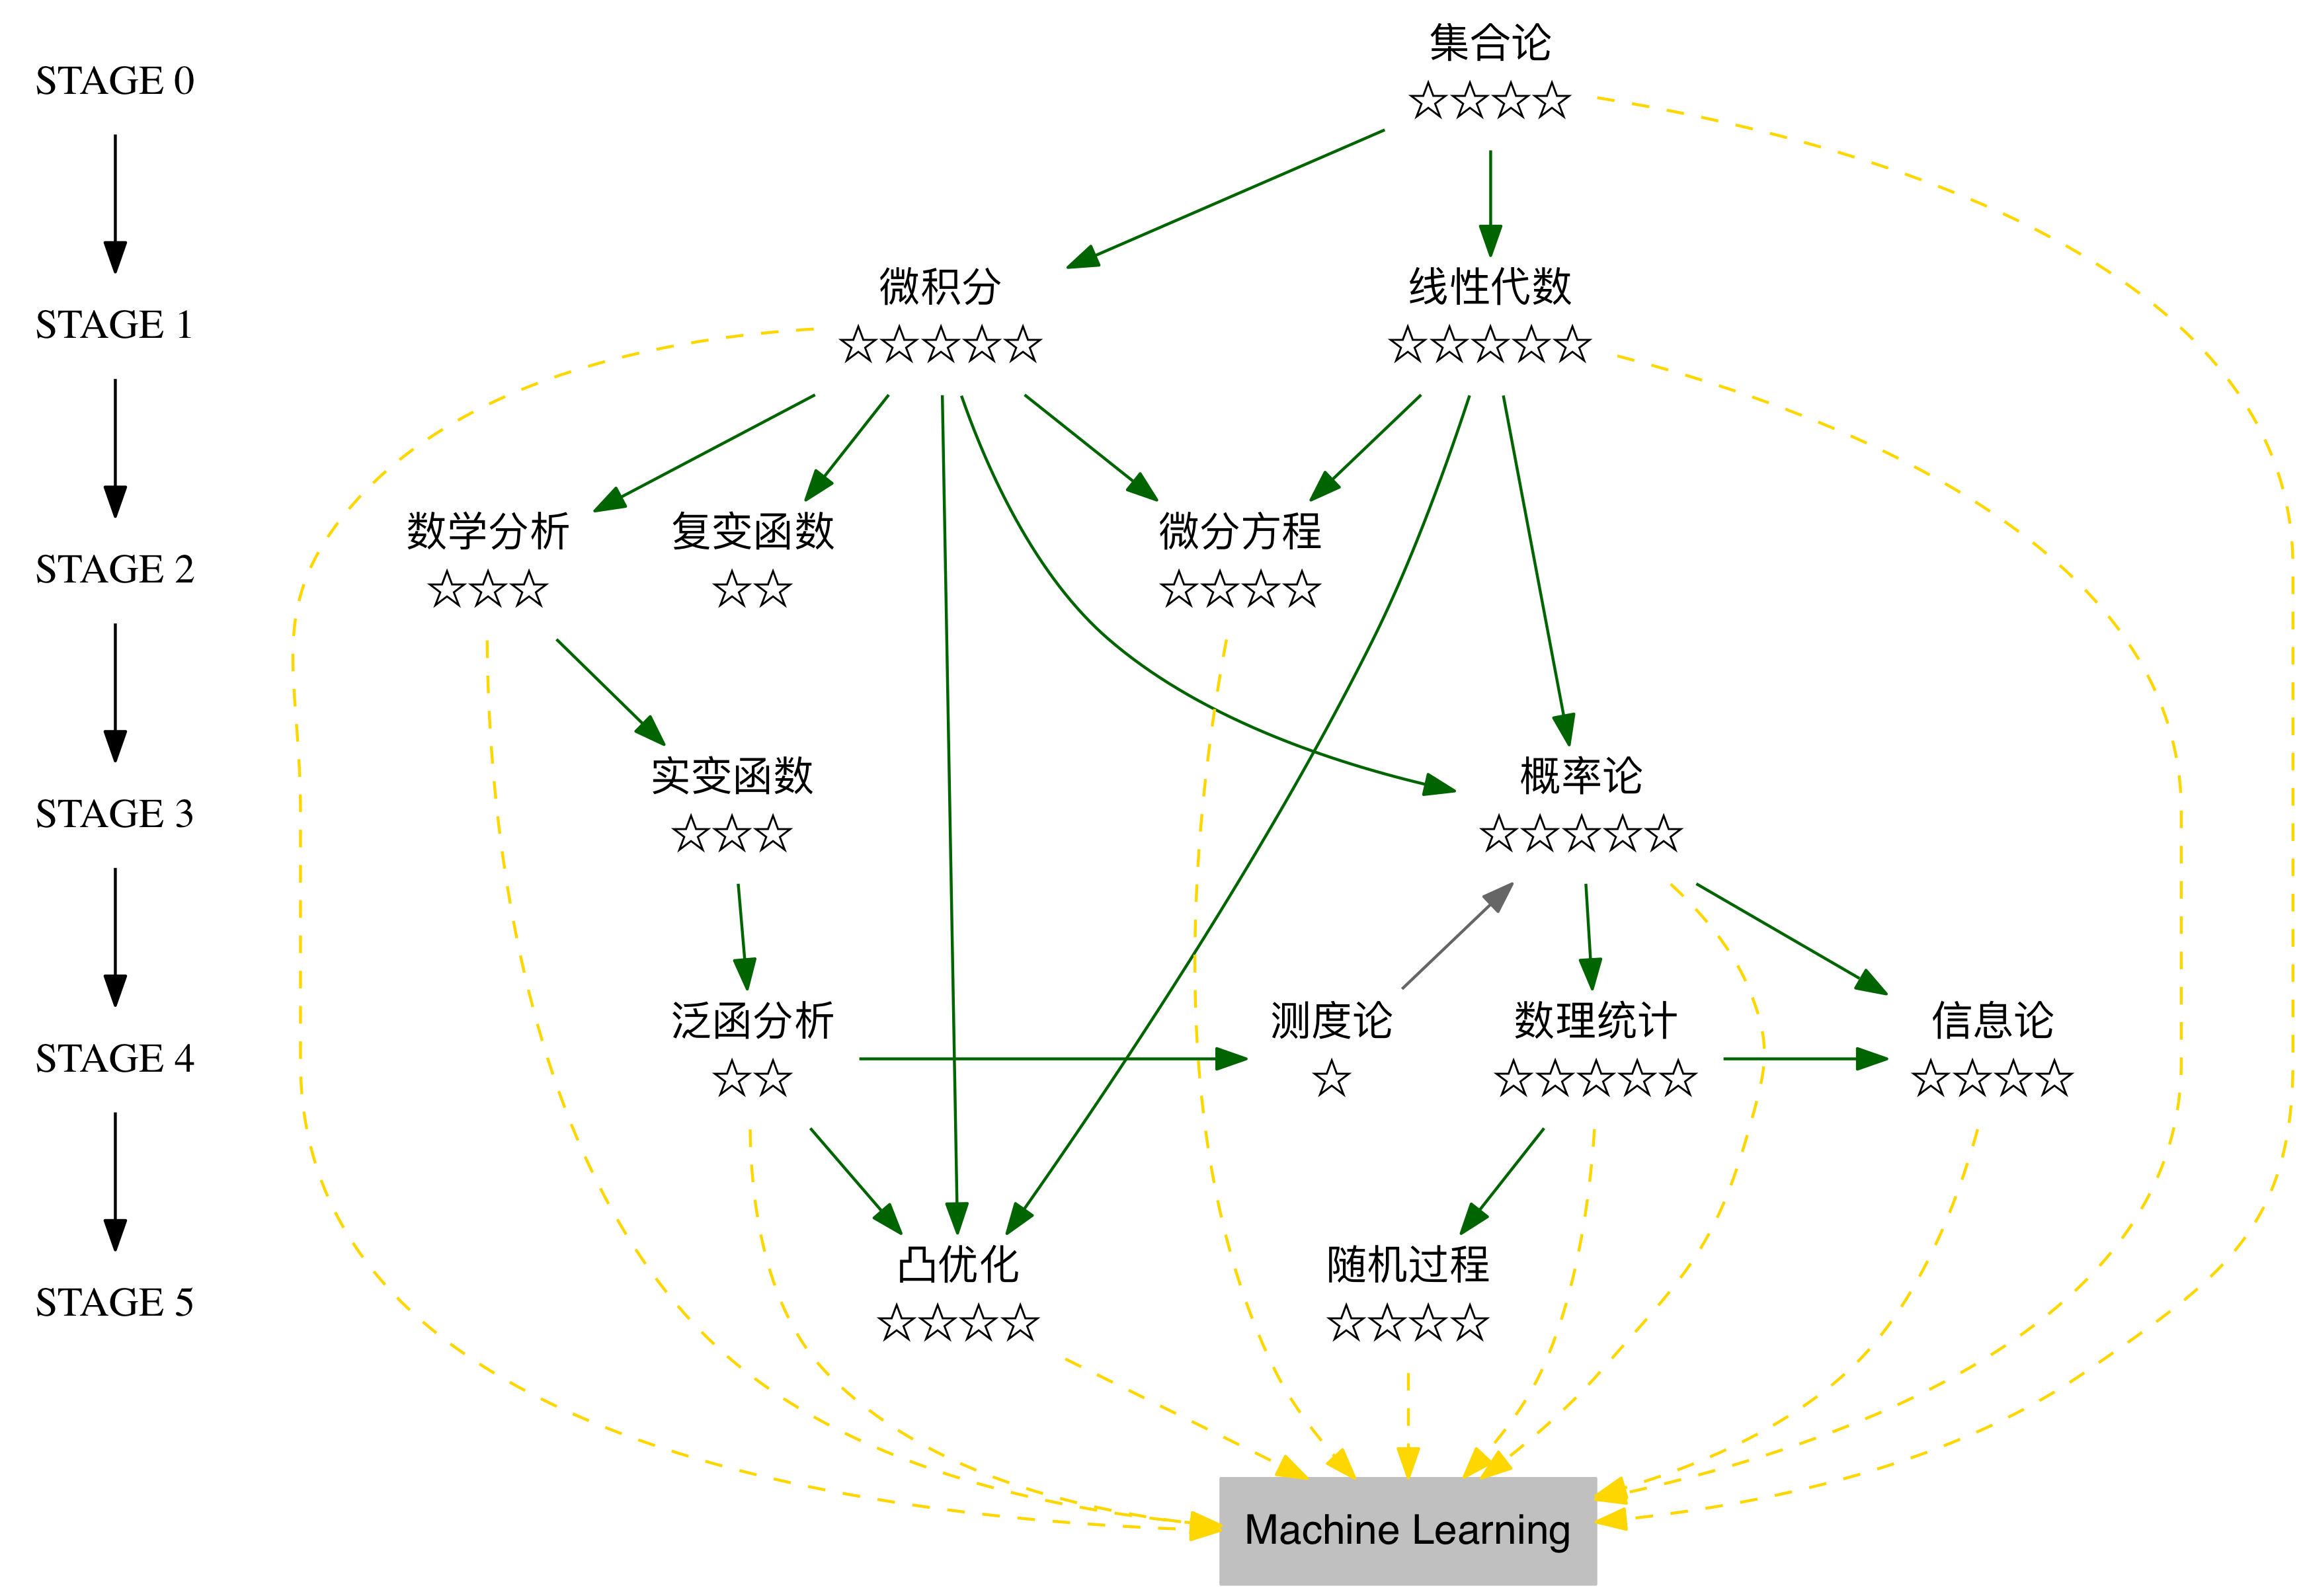 集合论
STAGE 0
☆☆☆☆
微积分
线性代数
STAGE 1
☆☆☆☆☆
☆☆☆☆☆
数学分析
复变函数
微分方程
STAGE 2
☆☆☆
☆☆
☆☆☆☆
实变函数
概率论
STAGE 3
☆☆☆
☆☆☆☆☆
泛函分析
测度论
数理统计
信息论
STAGE 4
☆☆
☆
☆☆☆☆☆
☆☆☆☆
凸优化
随机过程
STAGE 5
☆☆☆☆
☆☆☆☆
Machine Learning